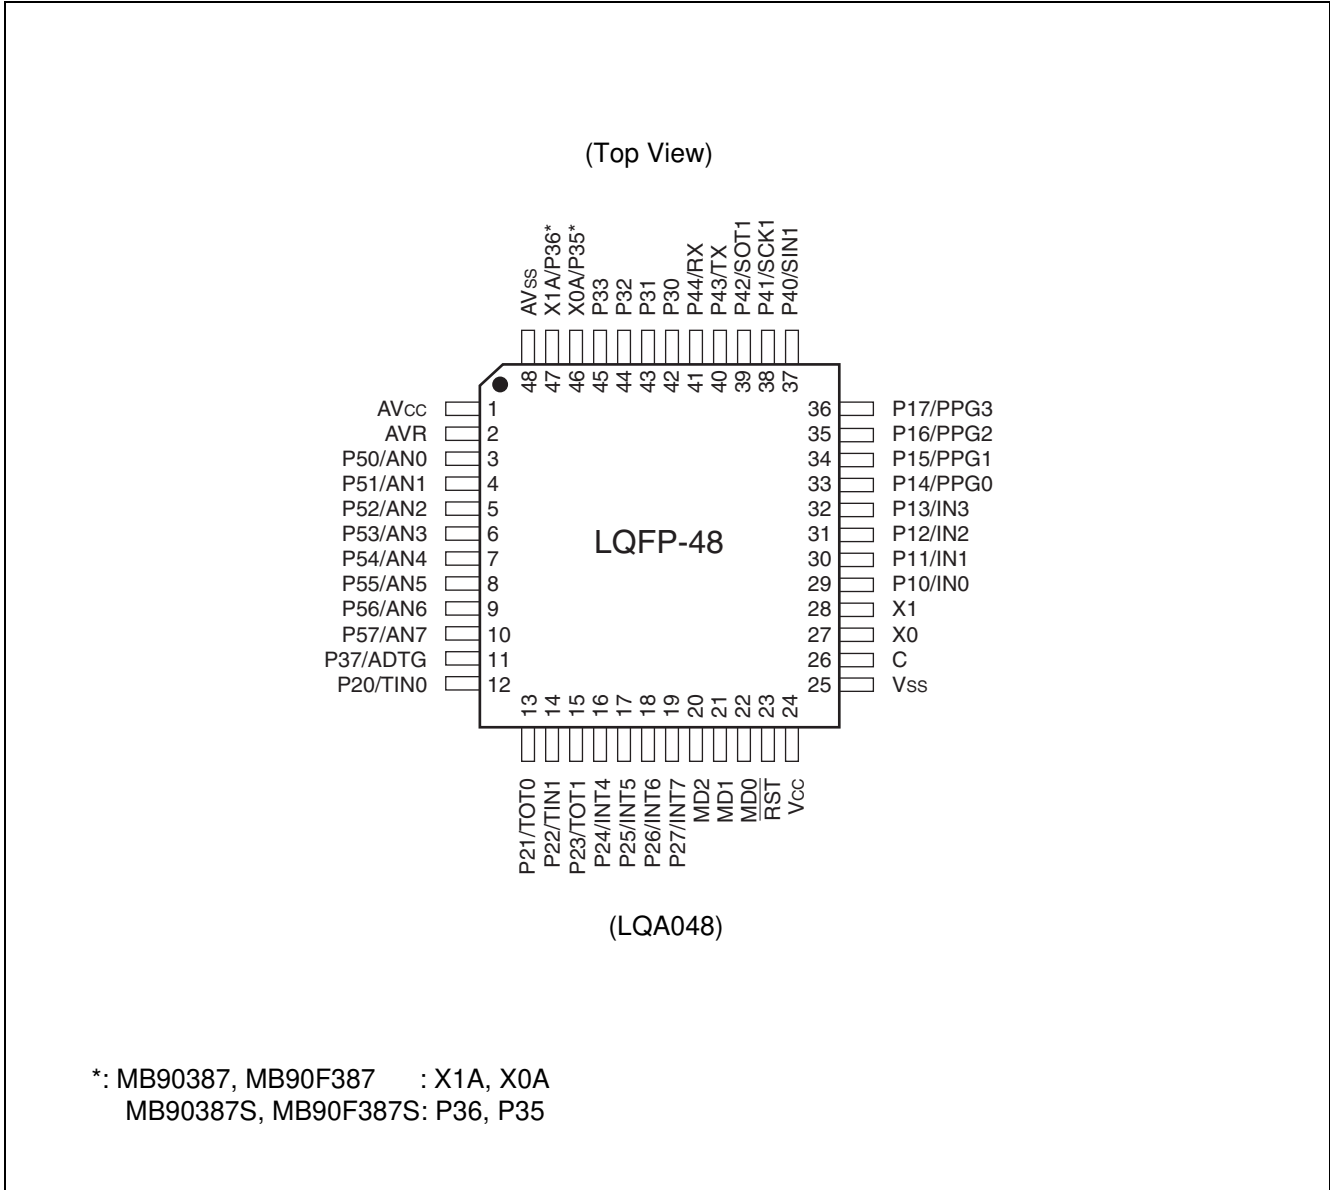 (Top View)
AVss
X1A/P36*
X0A/P35*
P33
P32
P31
P30
P44/RX
P43/TX
P42/SOT1
P41/SCK1
P40/SIN1
48
47
46
45
44
43
42
41
40
39
38
37
AVcc 1
AVR 2
P50/AN0 3
P51/AN1 4
P52/AN2 5
P53/AN3 6
P54/AN4 7
P55/AN5 8
P56/AN6 9
P57/AN7 10
P37/ADTG 11
P20/TIN0 12
LQFP-48
36 P17/PPG3
35 P16/PPG2
34 P15/PPG1
33 P14/PPG0
32 P13/IN3
31 P12/IN2
30 P11/IN1
29 P10/IN0
28 X1
27 X0
26 C
25 Vss
13
14
15
16
17
18
19
20
21
22
23
24
P21/TOT0
P22/TIN1
P23/TOT1
P24/INT4
P25/INT5
P26/INT6
P27/INT7
MD2
MD1
MD0
RST
Vcc
(LQA048)
*: MB90387, MB90F387 : X1A, X0A
MB90387S, MB90F387S: P36, P35